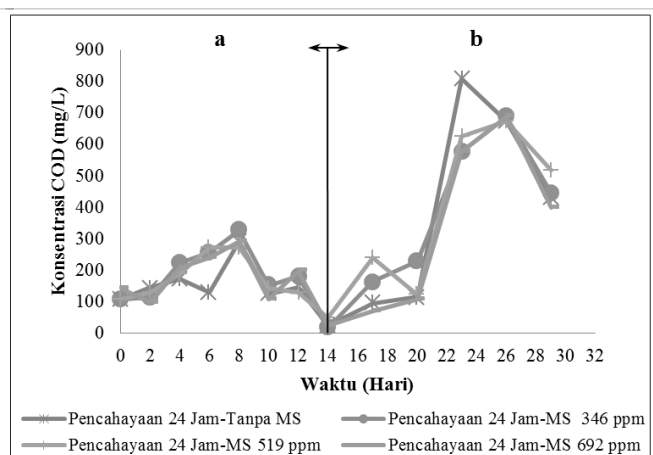 a
b
900
800
700
600
500
400
300
200
100
0
Konsentrasi COD (mg/L)
0 2 4 6 8 10 12 14 16 18 20 22 24 26 28 30 32
Waktu (Hari)
Pencahayaan 24 Jam-Tanpa MS
Pencahayaan 24 Jam-MS 346 ppm
Pencahayaan 24 Jam-MS 519 ppm
Pencahayaan 24 Jam-MS 692 ppm